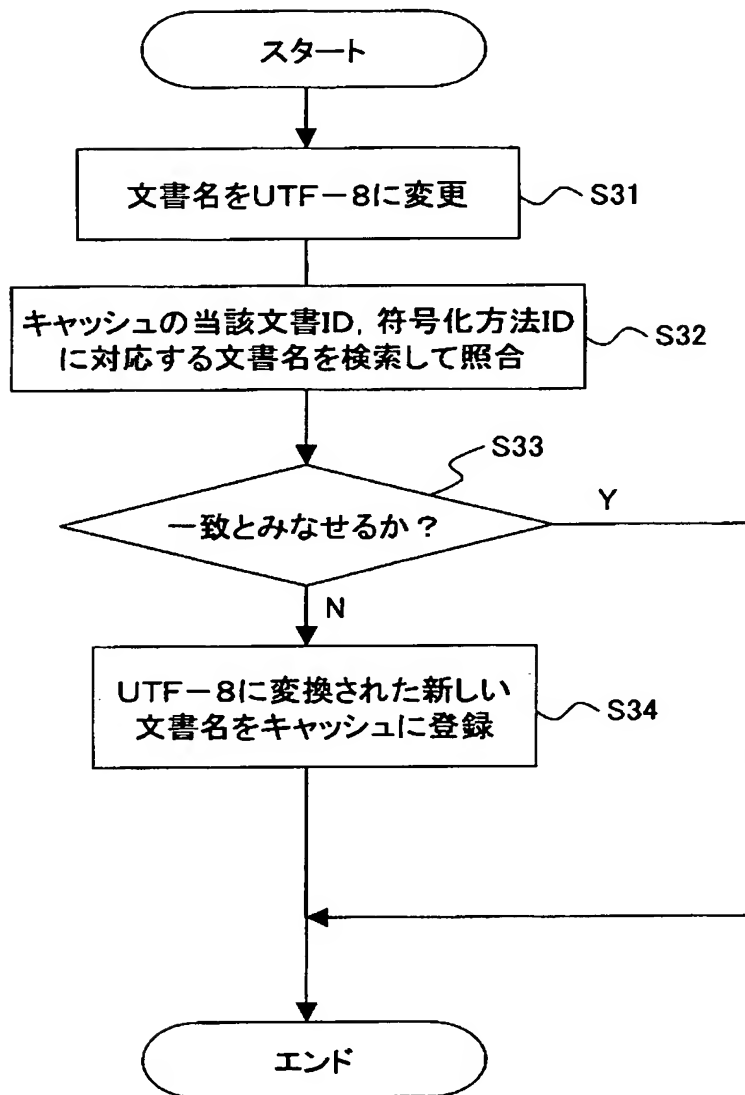 スタート
文書名をUTF－8に変更
S31
キャッシュの当該文書ID，符号化方法ID
に対応する文書名を検索して照合
S32
S33
一致とみなせるか？
Y
N
UTF－8に変換された新しい
文書名をキャッシュに登録
S34
エンド